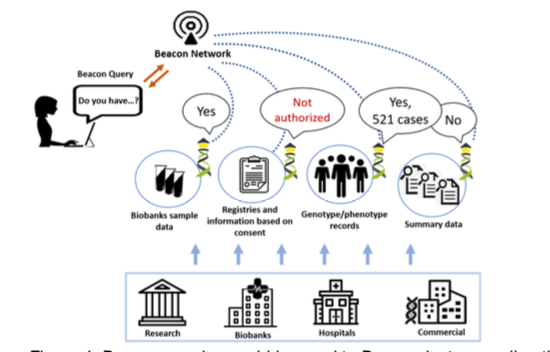 Beacon Network
Beacon Query
Do you have...?
Yes
Not
authorized
Yes,
521 cases
No
Biobanks sample
data
Registries and
information based on
consent
Genotype/phenotype
records
Summary data
Research
Biobanks
Hospitals
Commercial